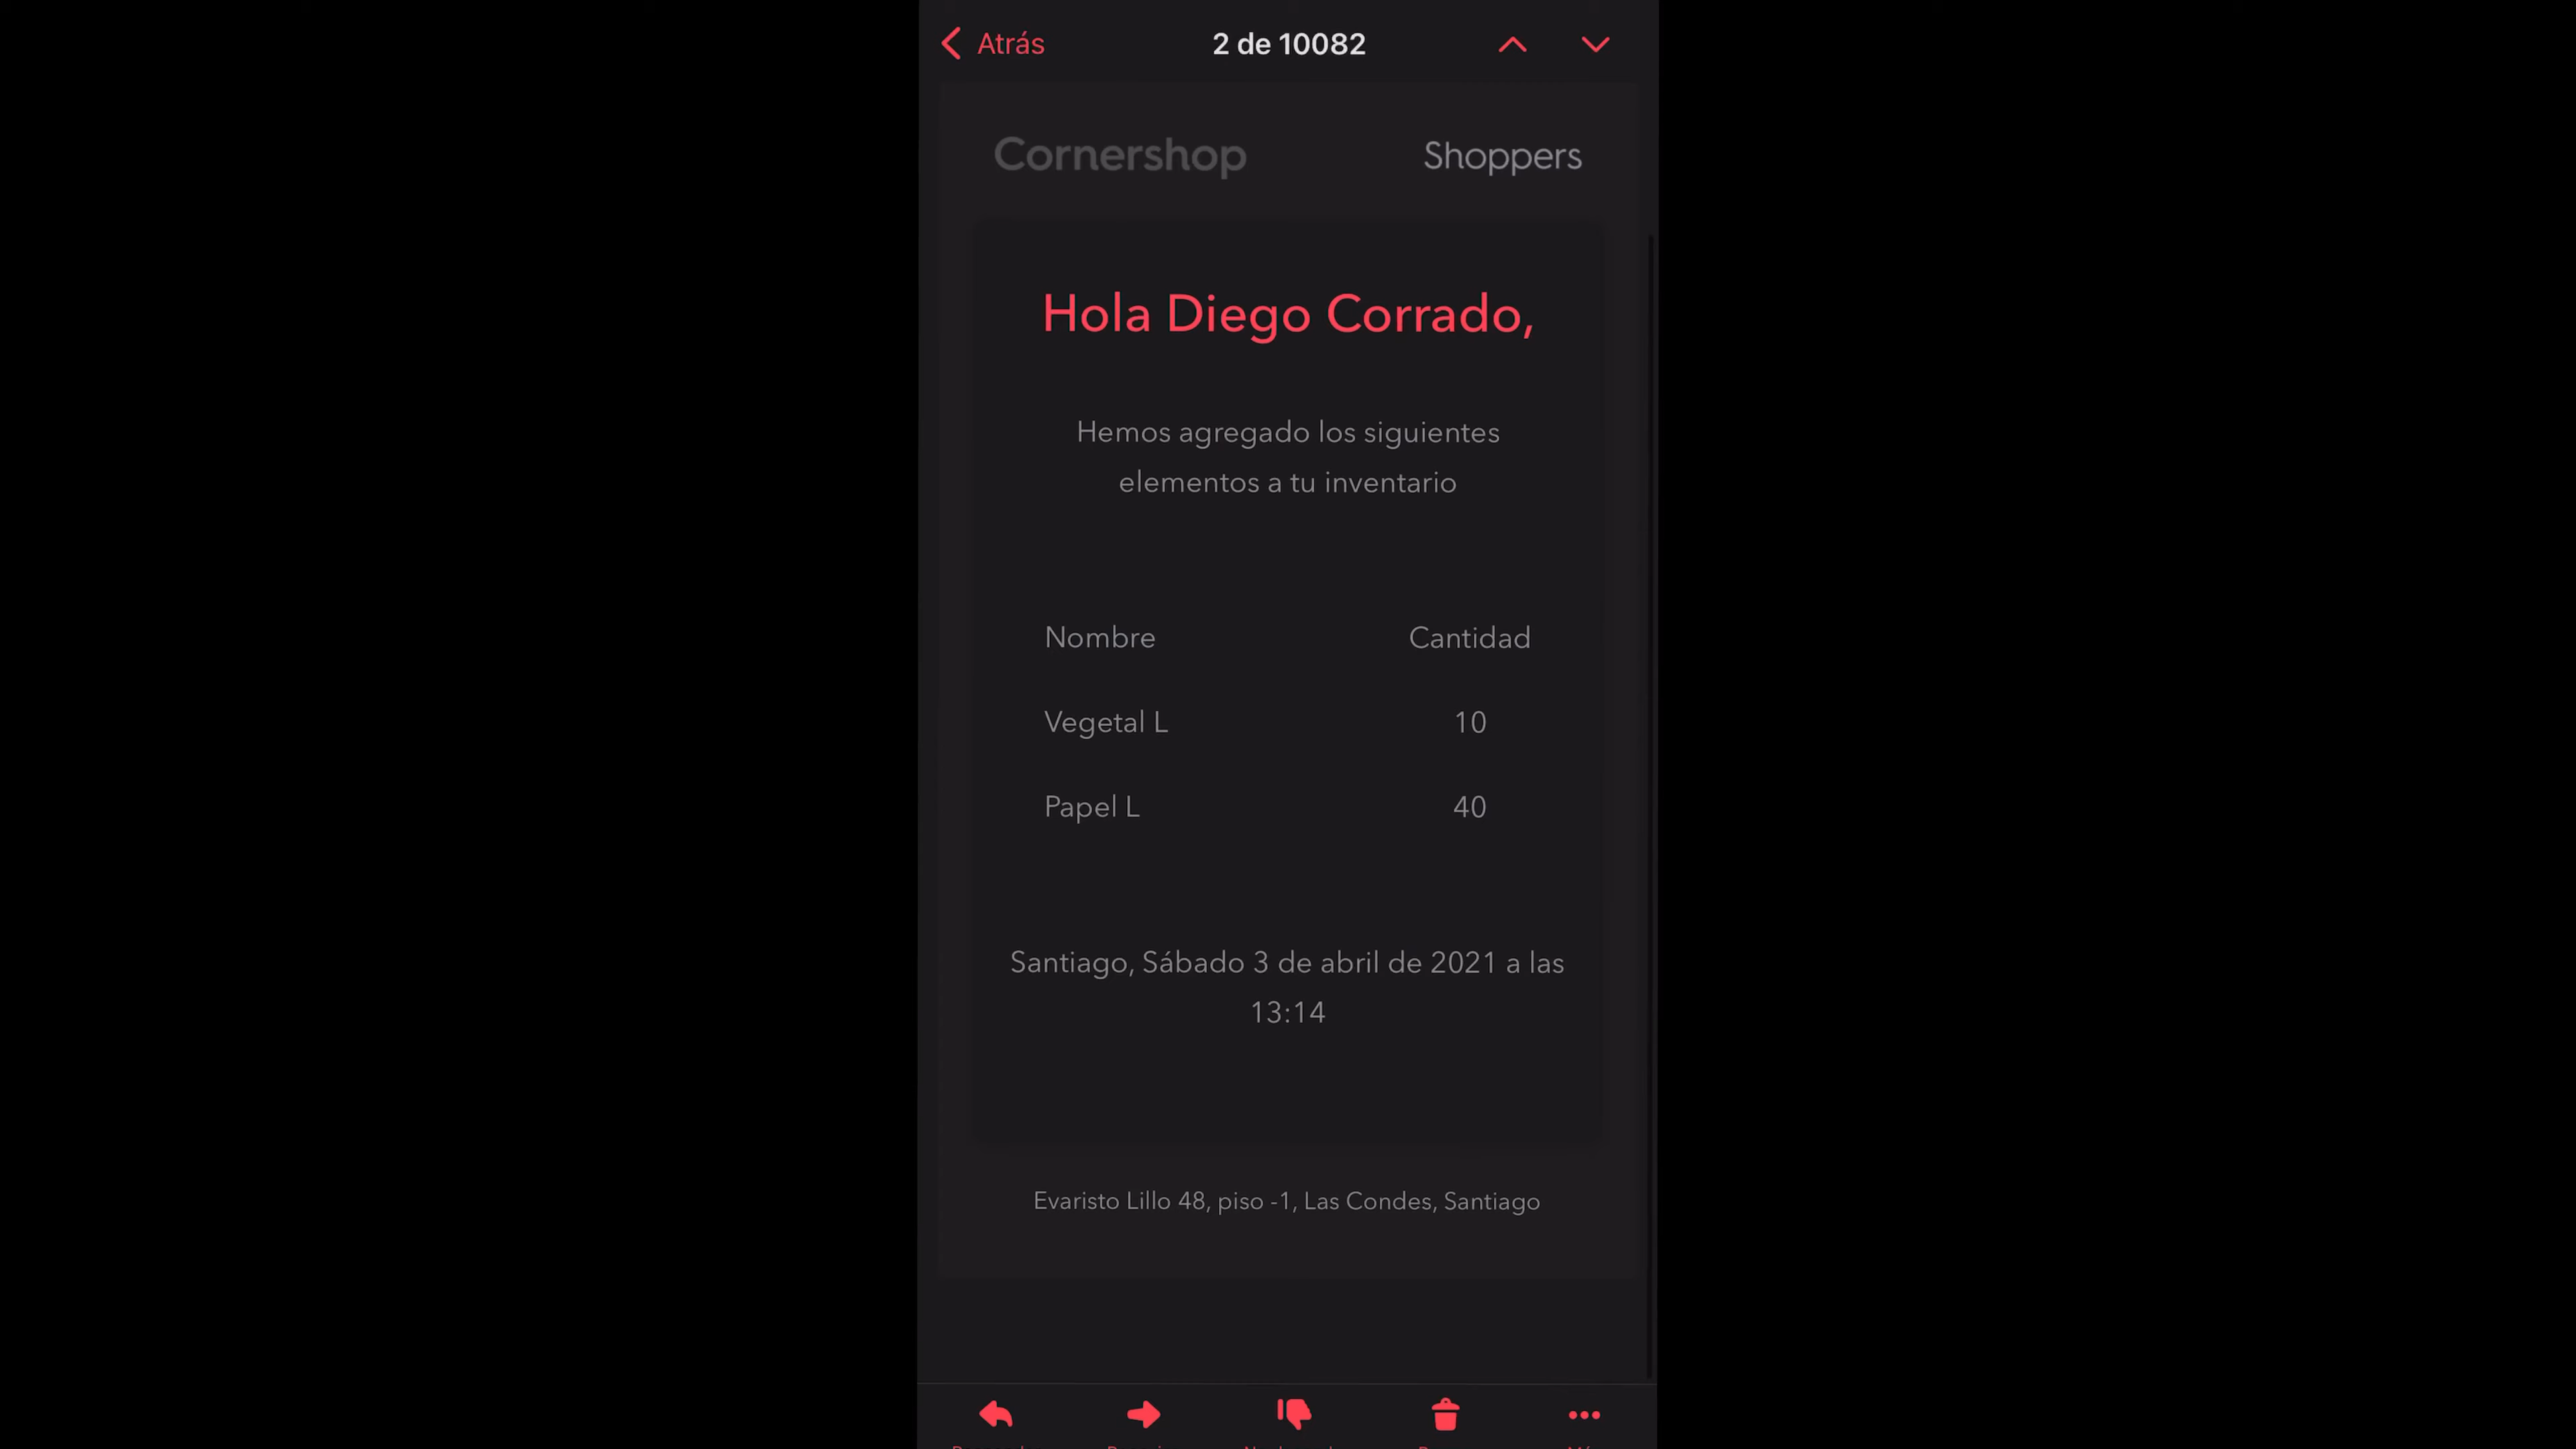 Atrás
2 de 10082
Cornershop
Shoppers
Hola Diego Corrado,
Hemos agregado los siguientes
elementos a tu inventario
Nombre Cantidad
Vegetal L 10
Papel L 40
Santiago, Sábado 3 de abril de 2021 a las
13:14
Evaristo Lillo 48, piso -1, Las Condes, Santiago